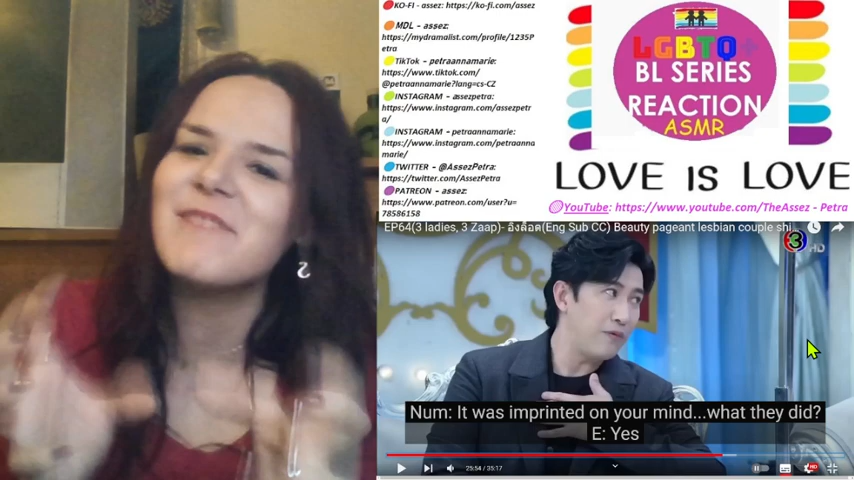 KO-FI - assez: https://ko-fi.com/assez
MDL - assez:
https://mydramalist.com/profile/1235P
etra
TikTok - petraannamarie:
https://www.tiktok.com/
@petraannamarie?lang=cs-CZ
INSTAGRAM - assezpetra:
https://www.instagram.com/assezpetr
a/
INSTAGRAM - petraannamarie:
https://www.instagram.com/petraanna
marie/
TWITTER - @AssezPetra:
https://twitter.com/AssezPetra
PATREON - assez:
https://www.patreon.com/user?u=
78586158
LGBTQ+
BL SERIES
REACTION
ASMR
LOVE IS LOVE
YouTube: https://www.youtube.com/TheAssez - Petra
EP64(3 ladies, 3 Zaap)- อิงล็อต(Eng Sub CC) Beauty pageant lesbian couple shi...
3
HD
Num: It was imprinted on your mind...what they did?
E: Yes
25:54 / 35:17
HD